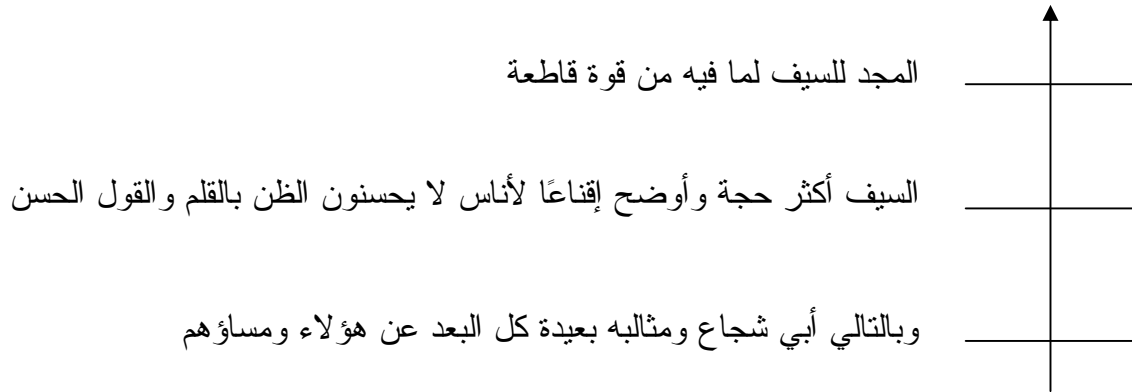 المجد للسيف لما فيه من قوة قاطعة
السيف أكثر حجة وأوضح إقناعًا لأناس لا يحسنون الظن بالقلم والقول الحسن
وبالتالي أبي شجاع ومثالبه بعيدة كل البعد عن هؤلاء ومساؤهم